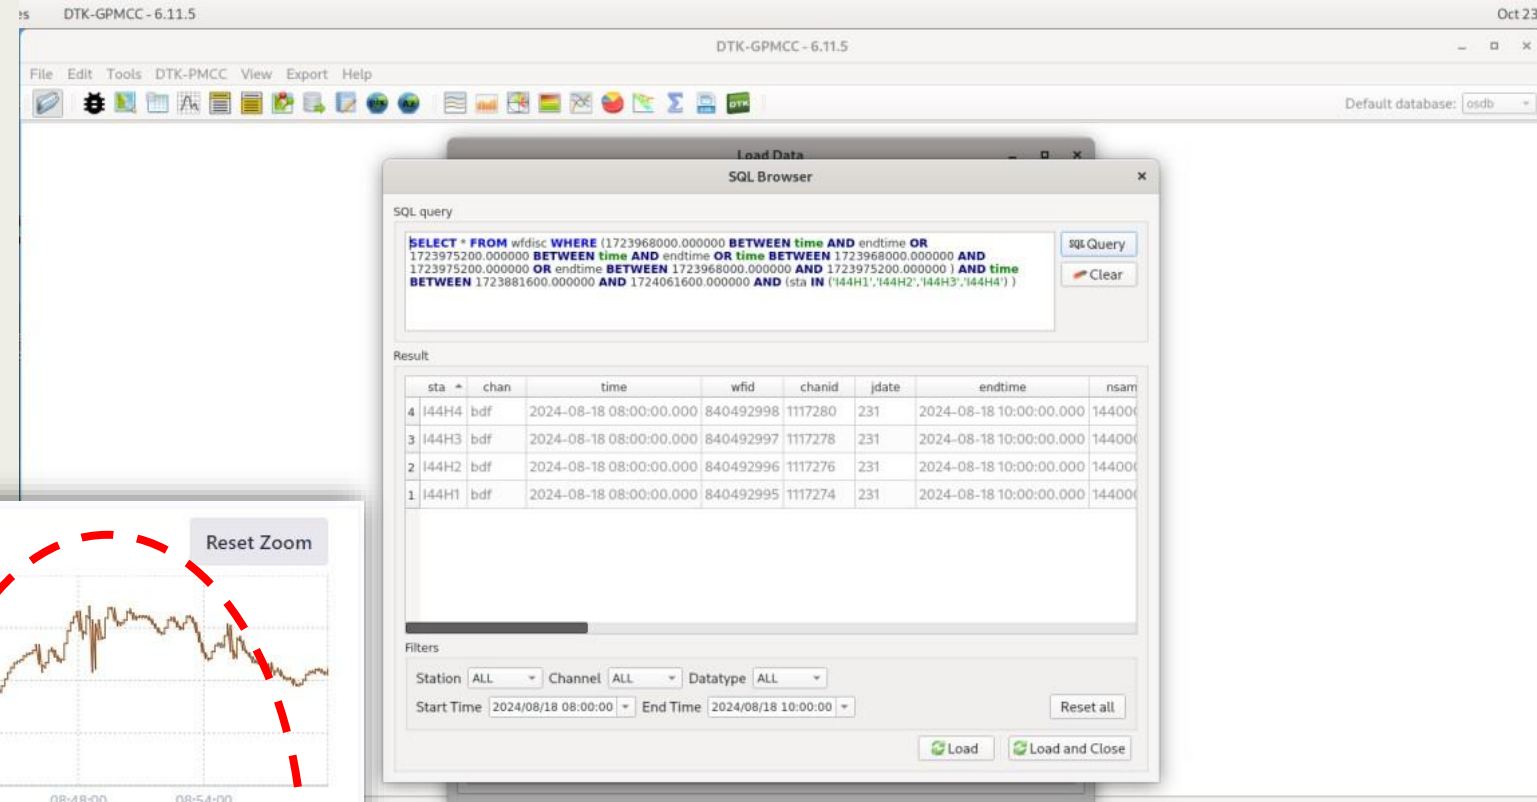 es DTK-GPMCC - 6.11.5 Oct 23
DTK-GPMCC - 6.11.5
File Edit Tools DTK-PMCC View Export Help
DTK
Default database: osdb
Load Data
SQL Browser
SQL query
SELECT * FROM wfdisc WHERE (1723968000.000000 BETWEEN time AND endtime OR
1723975200.000000 BETWEEN time AND endtime OR time BETWEEN 1723968000.000000 AND
1723975200.000000 OR endtime BETWEEN 1723968000.000000 AND 1723975200.000000 ) AND time
BETWEEN 1723881600.000000 AND 1724061600.000000 AND (sta IN ('I44H1','I44H2','I44H3','I44H4') )
SQL Query
Clear
Result
sta chan time wfid chanid jdate endtime nsam
4 I44H4 bdf 2024-08-18 08:00:00.000 840492998 1117280 231 2024-08-18 10:00:00.000 144000
3 I44H3 bdf 2024-08-18 08:00:00.000 840492997 1117278 231 2024-08-18 10:00:00.000 144000
2 I44H2 bdf 2024-08-18 08:00:00.000 840492996 1117276 231 2024-08-18 10:00:00.000 144000
1 I44H1 bdf 2024-08-18 08:00:00.000 840492995 1117274 231 2024-08-18 10:00:00.000 144000
Reset Zoom
08:48:00 08:54:00
Filters
Station ALL Channel ALL Datatype ALL
Start Time 2024/08/18 08:00:00 End Time 2024/08/18 10:00:00 Reset all
Load Load and Close